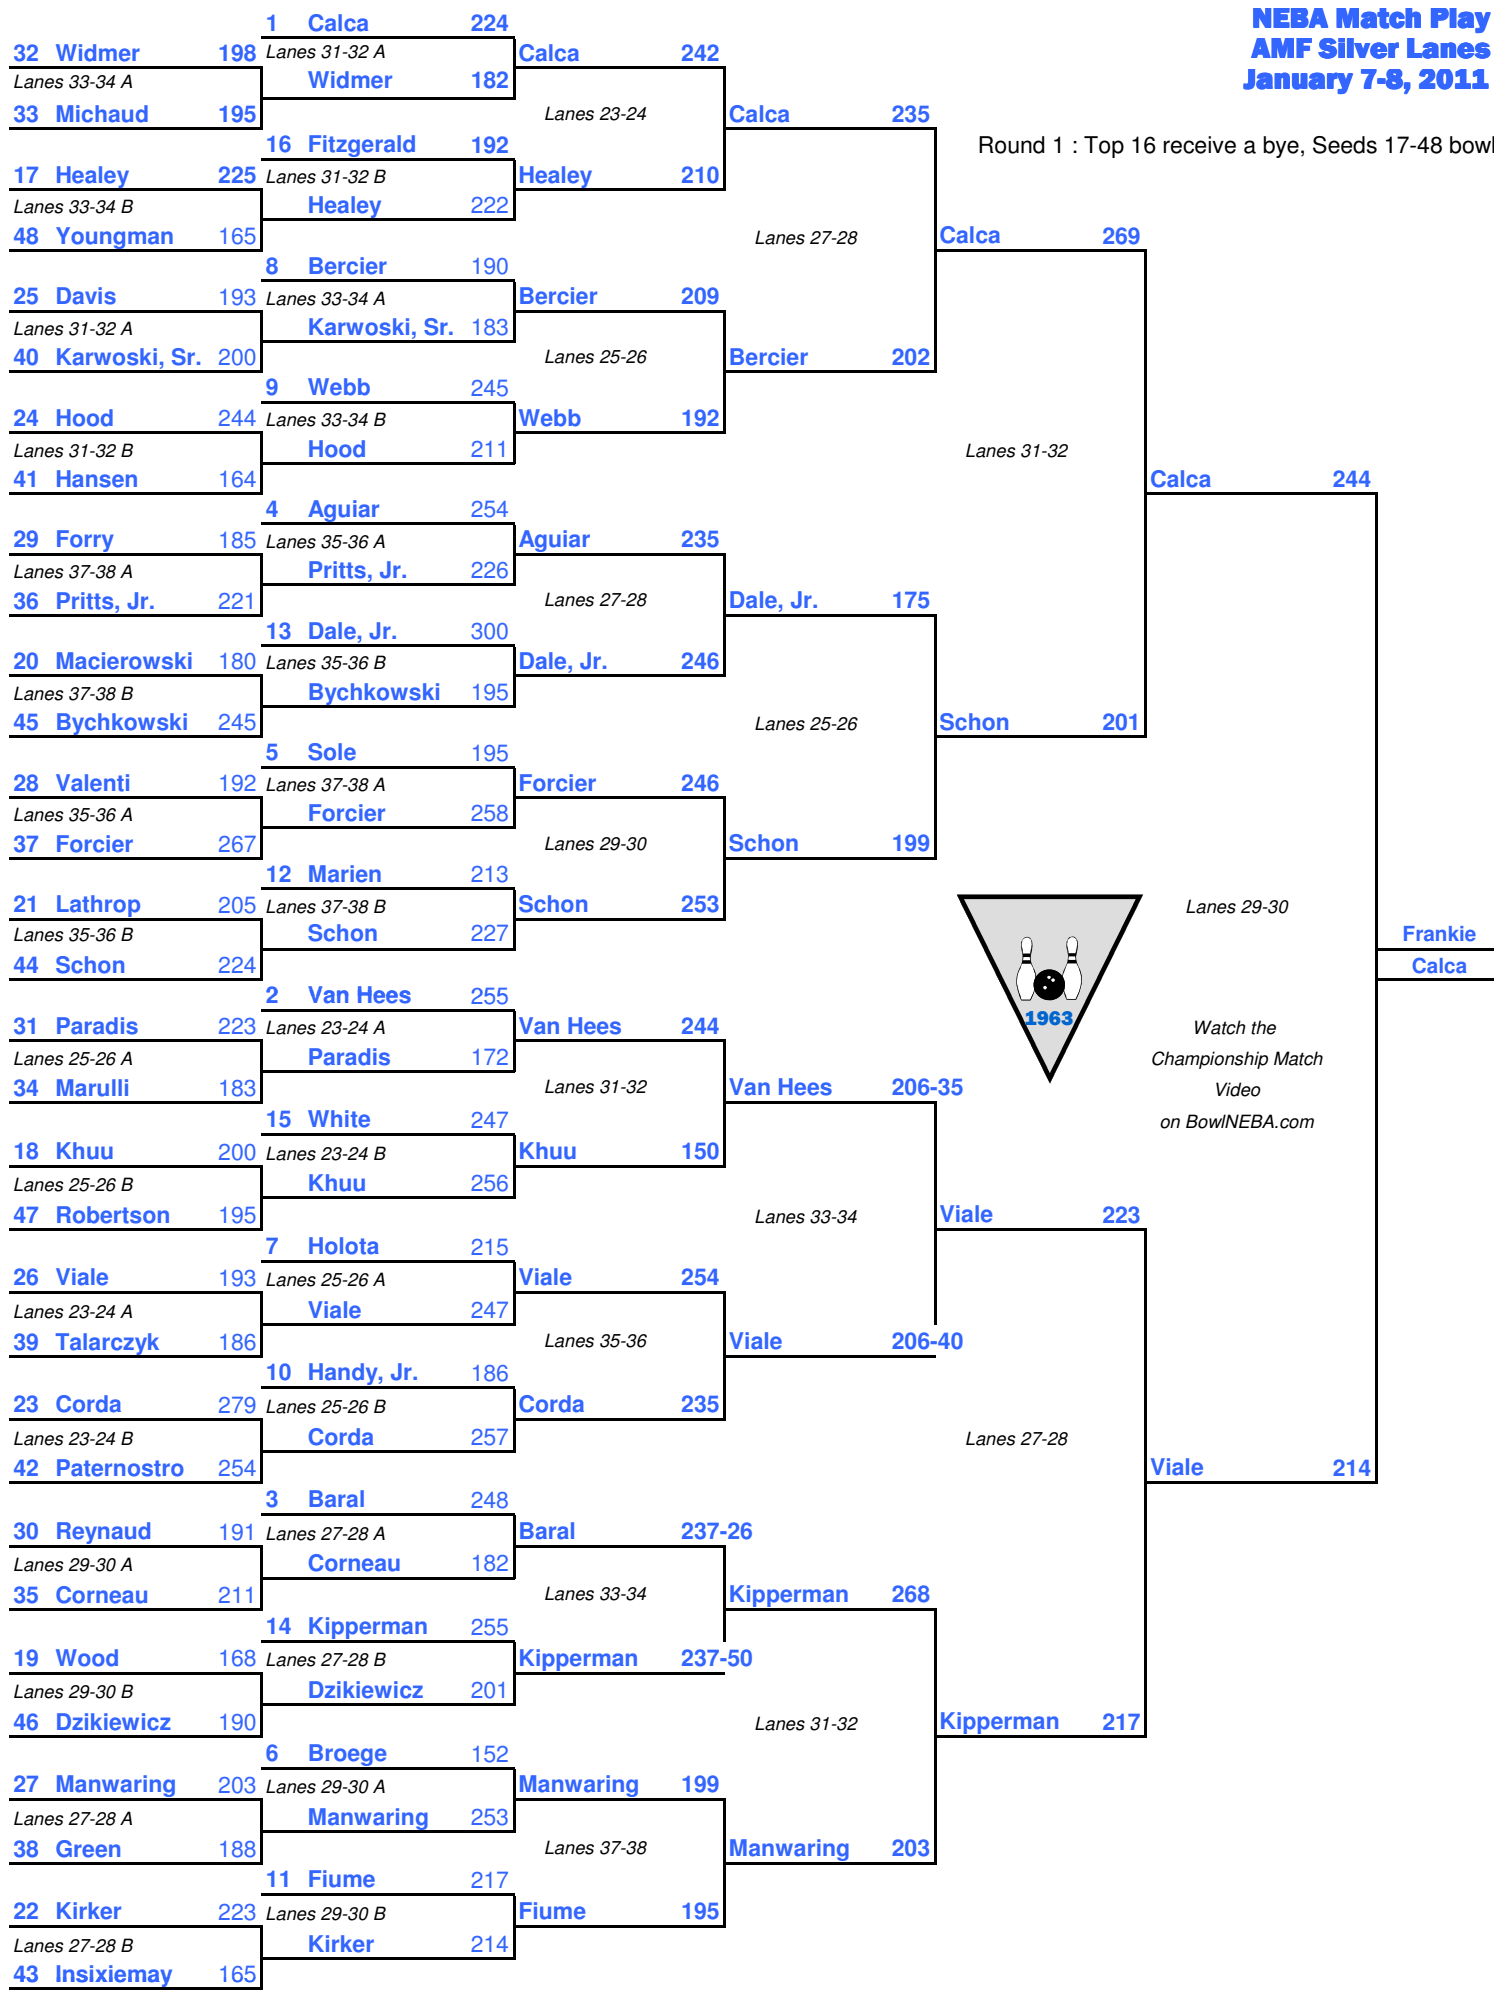 NEBA Match Play
AMF Silver Lanes
January 7-8, 2011
Round 1 : Top 16 receive a bye, Seeds 17-48 bowl
32 Widmer 198
Lanes 33-34 A
33 Michaud 195
17 Healey 225
Lanes 33-34 B
48 Youngman 165
25 Davis 193
Lanes 31-32 A
40 Karwoski, Sr. 200
24 Hood 244
Lanes 31-32 B
41 Hansen 164
29 Forry 185
Lanes 37-38 A
36 Pritts, Jr. 221
20 Macierowski 180
Lanes 37-38 B
45 Bychkowski 245
28 Valenti 192
Lanes 35-36 A
37 Forcier 267
21 Lathrop 205
Lanes 35-36 B
44 Schon 224
31 Paradis 223
Lanes 25-26 A
34 Marulli 183
18 Khuu 200
Lanes 25-26 B
47 Robertson 195
26 Viale 193
Lanes 23-24 A
39 Talarczyk 186
23 Corda 279
Lanes 23-24 B
42 Paternostro 254
30 Reynaud 191
Lanes 29-30 A
35 Corneau 211
19 Wood 168
Lanes 29-30 B
46 Dzikiewicz 190
27 Manwaring 203
Lanes 27-28 A
38 Green 188
22 Kirker 223
Lanes 27-28 B
43 Insixiemay 165
1 Calca 224
Lanes 31-32 A
Widmer 182
16 Fitzgerald 192
Lanes 31-32 B
Healey 222
8 Bercier 190
Lanes 33-34 A
Karwoski, Sr. 183
9 Webb 245
Lanes 33-34 B
Hood 211
4 Aguiar 254
Lanes 35-36 A
Pritts, Jr. 226
13 Dale, Jr. 300
Lanes 35-36 B
Bychkowski 195
5 Sole 195
Lanes 37-38 A
Forcier 258
12 Marien 213
Lanes 37-38 B
Schon 227
2 Van Hees 255
Lanes 23-24 A
Paradis 172
15 White 247
Lanes 23-24 B
Khuu 256
7 Holota 215
Lanes 25-26 A
Viale 247
10 Handy, Jr. 186
Lanes 25-26 B
Corda 257
3 Baral 248
Lanes 27-28 A
Corneau 182
14 Kipperman 255
Lanes 27-28 B
Dzikiewicz 201
6 Broege 152
Lanes 29-30 A
Manwaring 253
11 Fiume 217
Lanes 29-30 B
Kirker 214
Calca 242
Lanes 23-24
Healey 210
Bercier 209
Lanes 25-26
Webb 192
Aguiar 235
Lanes 27-28
Dale, Jr. 246
Forcier 246
Lanes 29-30
Schon 253
Van Hees 244
Lanes 31-32
Khuu 150
Viale 254
Lanes 35-36
Corda 235
Baral 237-26
Lanes 33-34
Kipperman 237-50
Manwaring 199
Lanes 37-38
Fiume 195
Calca 235
Lanes 27-28
Bercier 202
Dale, Jr. 175
Lanes 25-26
Schon 199
Van Hees 206-35
Lanes 33-34
Viale 206-40
Kipperman 268
Lanes 31-32
Manwaring 203
Calca 269
Lanes 31-32
Schon 201
Viale 223
Lanes 27-28
Kipperman 217
Calca 244
Lanes 29-30
Viale 214
Frankie
Calca
1963
Watch the
Championship Match
Video
on BowlNEBA.com